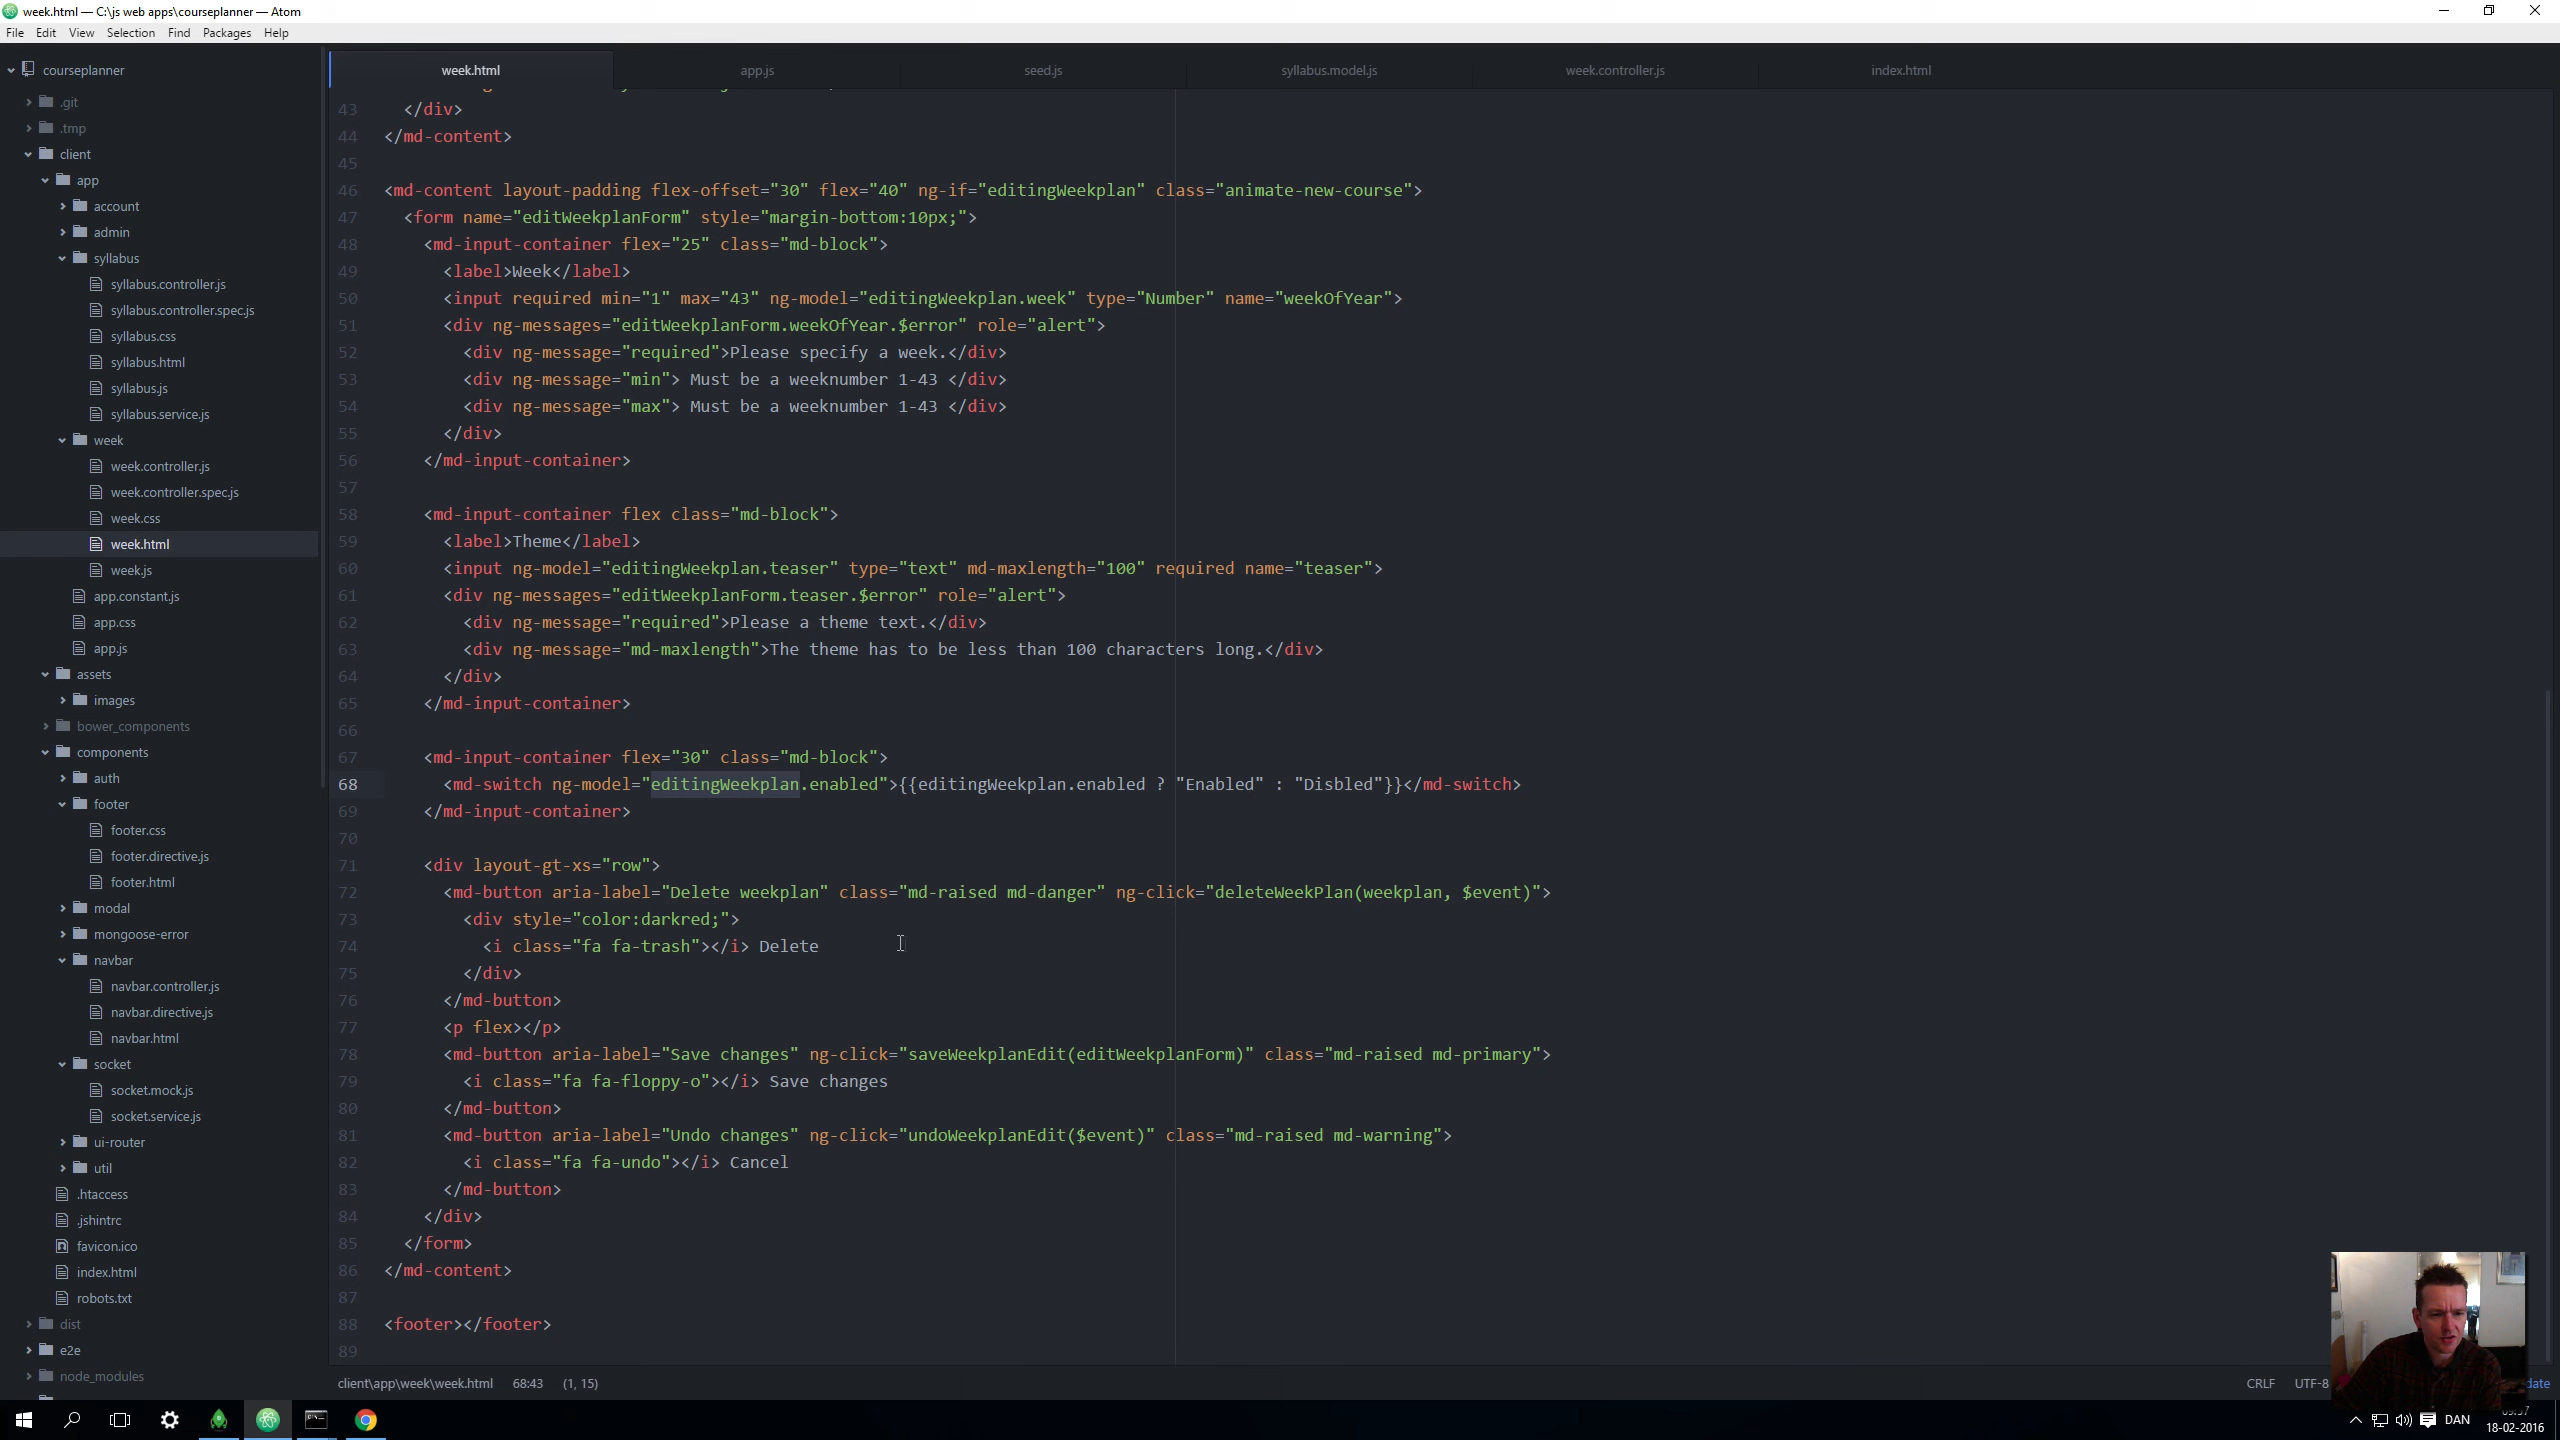 week.html — C:\js web apps\courseplanner — Atom
File Edit View Selection Find Packages Help
courseplanner
.git
.tmp
client
app
account
admin
syllabus
syllabus.controller.js
syllabus.controller.spec.js
syllabus.css
syllabus.html
syllabus.js
syllabus.service.js
week
week.controller.js
week.controller.spec.js
week.css
week.html
week.js
app.constant.js
app.css
app.js
assets
images
bower_components
components
auth
footer
footer.css
footer.directive.js
footer.html
modal
mongoose-error
navbar
navbar.controller.js
navbar.directive.js
navbar.html
socket
socket.mock.js
socket.service.js
ui-router
util
.htaccess
.jshintrc
favicon.ico
index.html
robots.txt
dist
e2e
node_modules
week.html app.js seed.js syllabus.model.js week.controller.js index.html
43 </div>
44 </md-content>
45
46 <md-content layout-padding flex-offset="30" flex="40" ng-if="editingWeekplan" class="animate-new-course">
47 <form name="editWeekplanForm" style="margin-bottom:10px;">
48 <md-input-container flex="25" class="md-block">
49 <label>Week</label>
50 <input required min="1" max="43" ng-model="editingWeekplan.week" type="Number" name="weekOfYear">
51 <div ng-messages="editWeekplanForm.weekOfYear.$error" role="alert">
52 <div ng-message="required">Please specify a week.</div>
53 <div ng-message="min"> Must be a weeknumber 1-43 </div>
54 <div ng-message="max"> Must be a weeknumber 1-43 </div>
55 </div>
56 </md-input-container>
57
58 <md-input-container flex class="md-block">
59 <label>Theme</label>
60 <input ng-model="editingWeekplan.teaser" type="text" md-maxlength="100" required name="teaser">
61 <div ng-messages="editWeekplanForm.teaser.$error" role="alert">
62 <div ng-message="required">Please a theme text.</div>
63 <div ng-message="md-maxlength">The theme has to be less than 100 characters long.</div>
64 </div>
65 </md-input-container>
66
67 <md-input-container flex="30" class="md-block">
68 <md-switch ng-model="editingWeekplan.enabled">{{editingWeekplan.enabled ? "Enabled" : "Disbled"}}</md-switch>
69 </md-input-container>
70
71 <div layout-gt-xs="row">
72 <md-button aria-label="Delete weekplan" class="md-raised md-danger" ng-click="deleteWeekPlan(weekplan, $event)">
73 <div style="color:darkred;">
74 <i class="fa fa-trash"></i> Delete
75 </div>
76 </md-button>
77 <p flex></p>
78 <md-button aria-label="Save changes" ng-click="saveWeekplanEdit(editWeekplanForm)" class="md-raised md-primary">
79 <i class="fa fa-floppy-o"></i> Save changes
80 </md-button>
81 <md-button aria-label="Undo changes" ng-click="undoWeekplanEdit($event)" class="md-raised md-warning">
82 <i class="fa fa-undo"></i> Cancel
83 </md-button>
84 </div>
85 </form>
86 </md-content>
87
88 <footer></footer>
89
client\app\week\week.html 68:43 (1, 15) CRLF UTF-8
DAN
18-02-2016